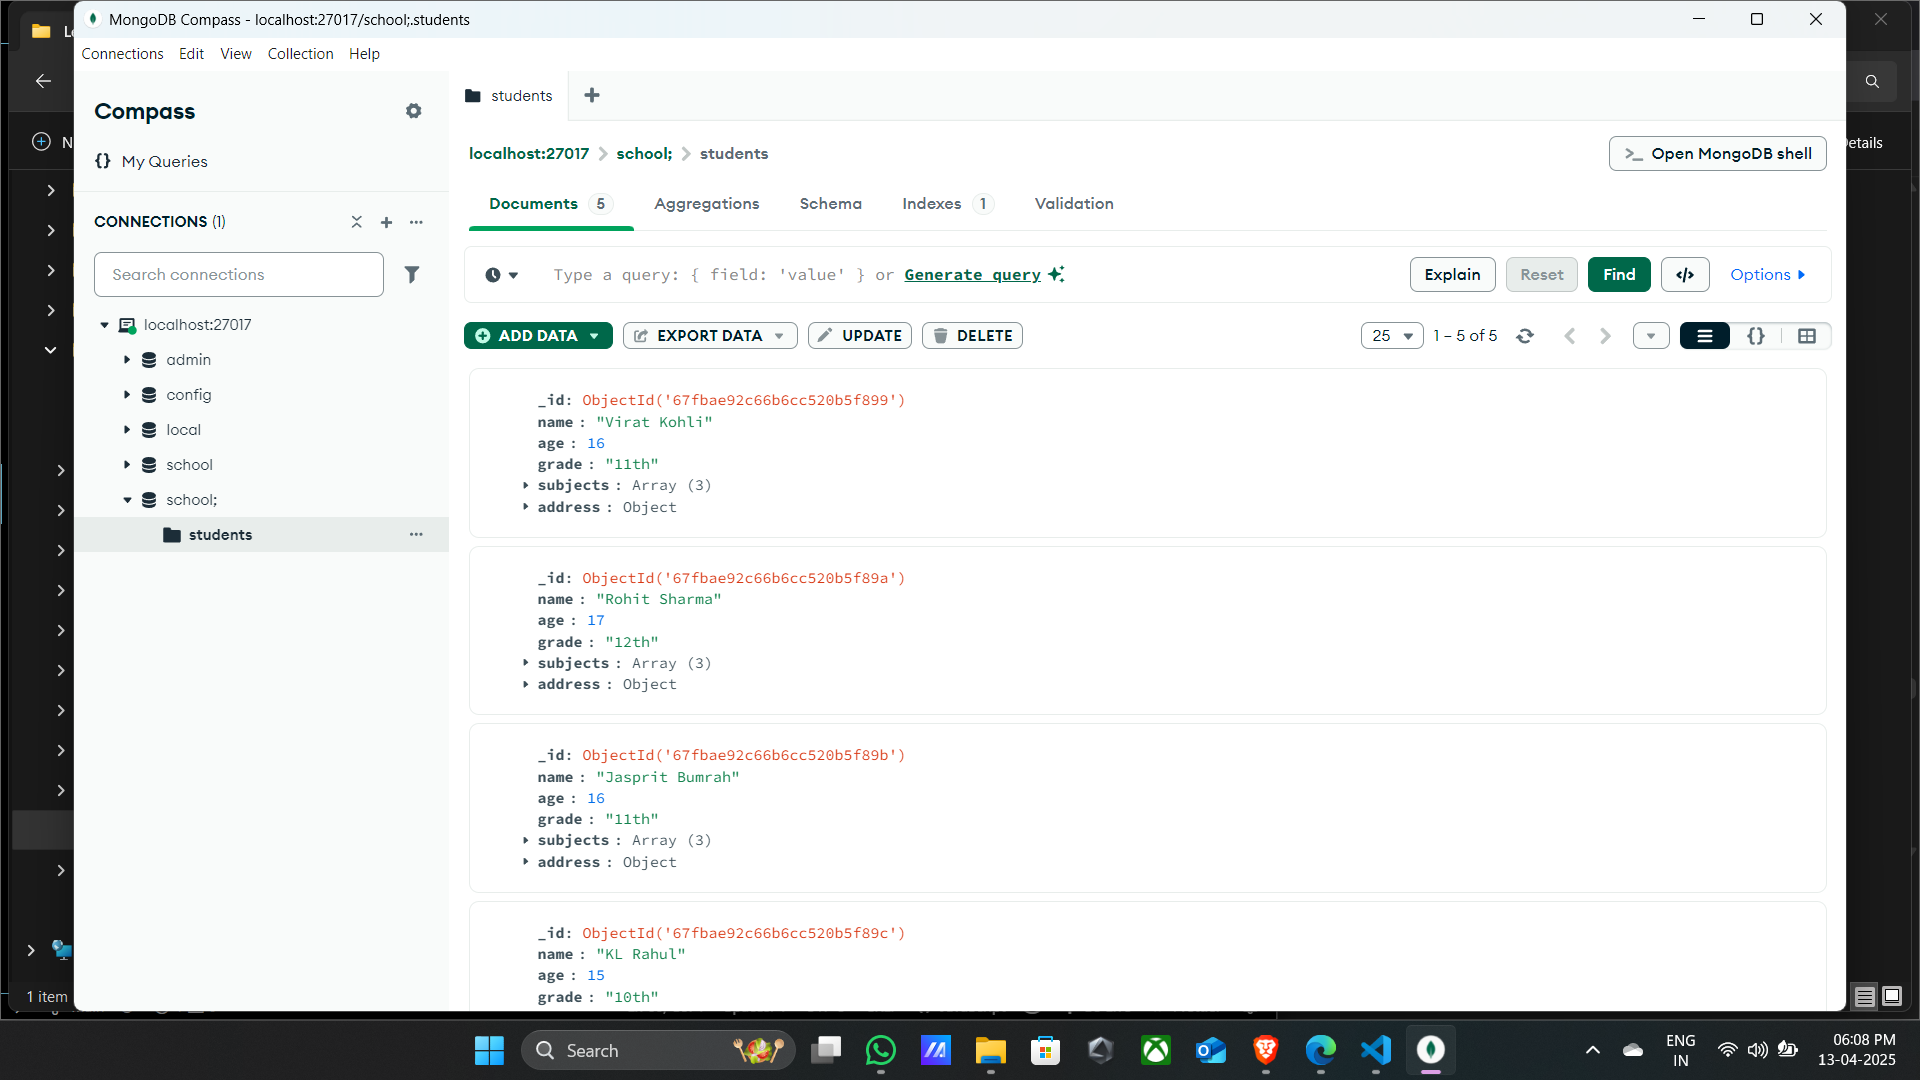 MongoDB Compass - localhost:27017/school;.students
Connections Edit View Collection Help
Compass
My Queries
CONNECTIONS (1)
Search connections
localhost:27017
admin
config
local
school
school;
students
students
localhost:27017 school; students
Open MongoDB shell
Documents 5 Aggregations Schema Indexes 1 Validation
Type a query: { field: 'value' } or Generate query
Explain Reset Find </> Options
ADD DATA EXPORT DATA UPDATE DELETE
25 1 – 5 of 5 {}
_id: ObjectId('67fbae92c66b6cc520b5f899')
name : "Virat Kohli"
age : 16
grade : "11th"
subjects : Array (3)
address : Object
_id: ObjectId('67fbae92c66b6cc520b5f89a')
name : "Rohit Sharma"
age : 17
grade : "12th"
subjects : Array (3)
address : Object
_id: ObjectId('67fbae92c66b6cc520b5f89b')
name : "Jasprit Bumrah"
age : 16
grade : "11th"
subjects : Array (3)
address : Object
_id: ObjectId('67fbae92c66b6cc520b5f89c')
name : "KL Rahul"
age : 15
grade : "10th"
1 item
Search
ENG
IN
06:08 PM
13-04-2025